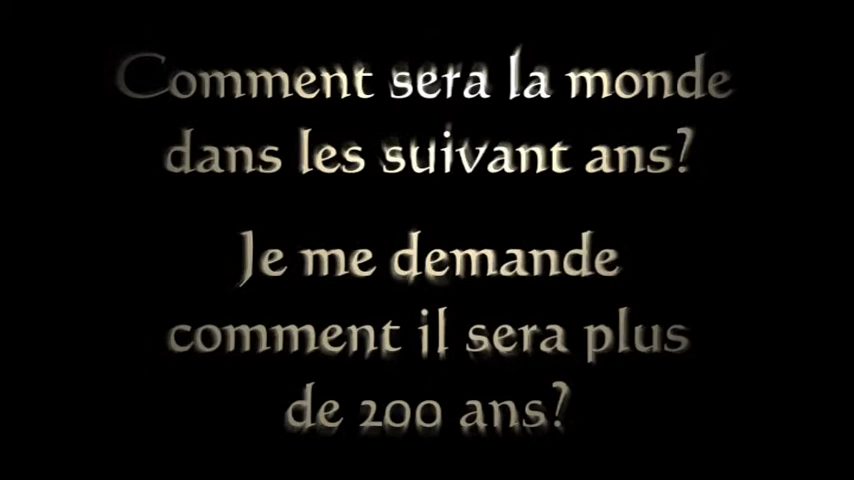 Comment sera la monde
dans les suivant ans?
Je me demande
comment il sera plus
de 200 ans?